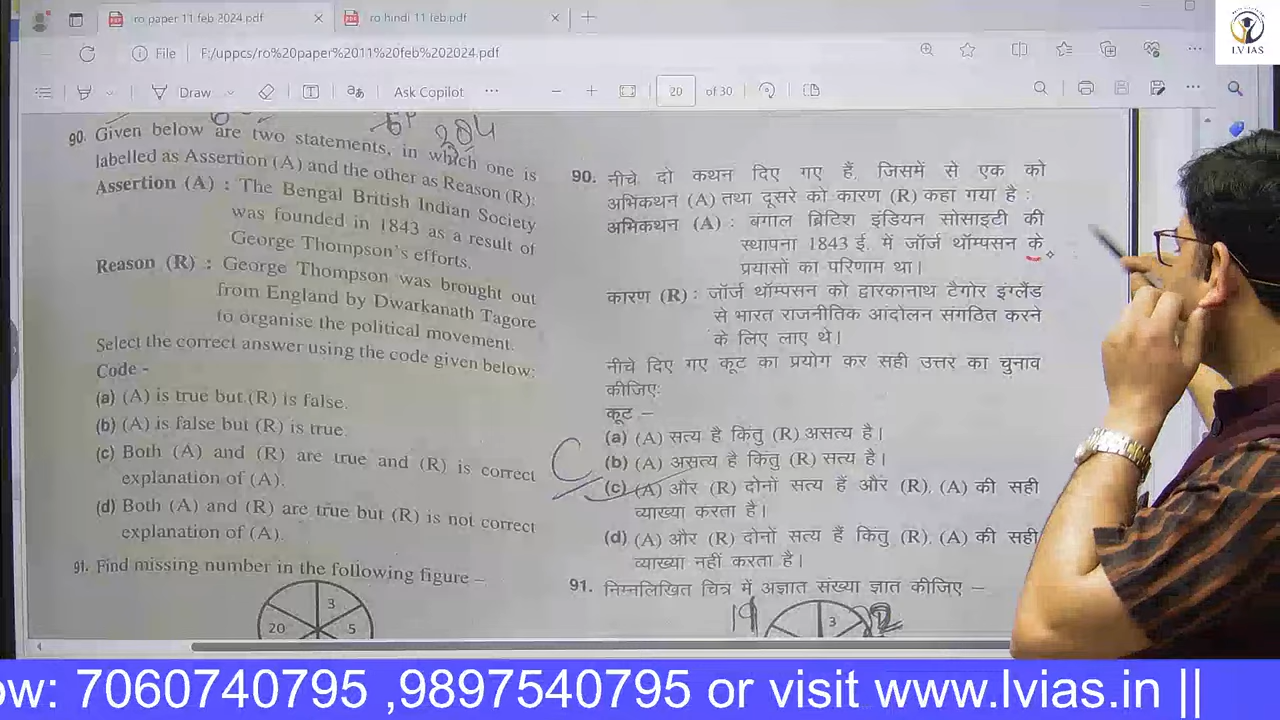 ro paper 11 feb 2024.pdf
ro hindi 11 feb.pdf
File F:/uppcs/ro%20paper%2011%20feb%202024.pdf
Draw
Ask Copilot
20 of 30
LV IAS
204
90. Given below are two statements, in which one is
labelled as Assertion (A) and the other as Reason (R):
Assertion (A) : The Bengal British Indian Society
was founded in 1843 as a result of
George Thompson's efforts.
Reason (R) : George Thompson was brought out
from England by Dwarkanath Tagore
to organise the political movement.
Select the correct answer using the code given below:
Code -
(a) (A) is true but (R) is false.
(b) (A) is false but (R) is true.
(c) Both (A) and (R) are true and (R) is correct
explanation of (A).
(d) Both (A) and (R) are true but (R) is not correct
explanation of (A).
91. Find missing number in the following figure –
3
20 5
90. नीचे दो कथन दिए गए हैं, जिसमें से एक को
अभिकथन (A) तथा दूसरे को कारण (R) कहा गया है :
अभिकथन (A) : बंगाल ब्रिटिश इंडियन सोसाइटी की
स्थापना 1843 ई. में जॉर्ज थॉम्पसन के
प्रयासों का परिणाम था।
कारण (R) : जॉर्ज थॉम्पसन को द्वारकानाथ टैगोर इंग्लैंड
से भारत राजनीतिक आंदोलन संगठित करने
के लिए लाए थे।
नीचे दिए गए कूट का प्रयोग कर सही उत्तर का चुनाव
कीजिए:
कूट –
(a) (A) सत्य है किंतु (R) असत्य है।
(b) (A) असत्य है किंतु (R) सत्य है।
C
(c) (A) और (R) दोनों सत्य हैं और (R), (A) की सही
व्याख्या करता है।
(d) (A) और (R) दोनों सत्य हैं किंतु (R), (A) की सही
व्याख्या नहीं करता है।
91. निम्नलिखित चित्र में अज्ञात संख्या ज्ञात कीजिए –
19
3
ow: 7060740795 ,9897540795 or visit www.lvias.in ||